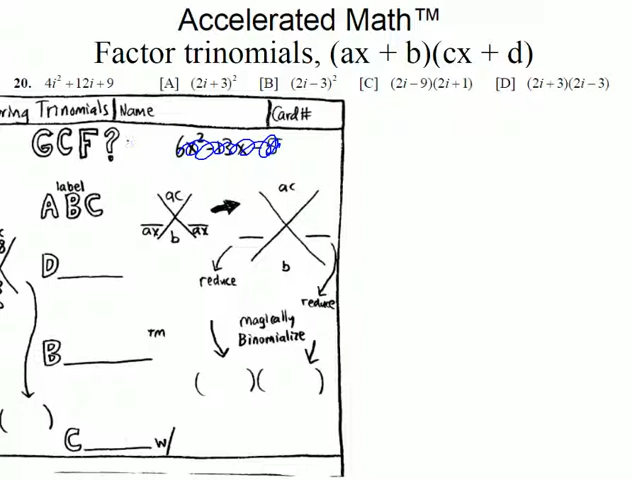 Accelerated Math™
Factor trinomials, (ax + b)(cx + d)
20. 4i² +12i + 9 [A] (2i + 3)² [B] (2i − 3)² [C] (2i − 9)(2i + 1) [D] (2i + 3)(2i − 3)
ring Trinomials Name Card#
GCF?
label
ABC
ac
ax b ax
ac
b
D
reduce
reduce
TM
Magically
Binomialize
B
( )( )
)
C w/